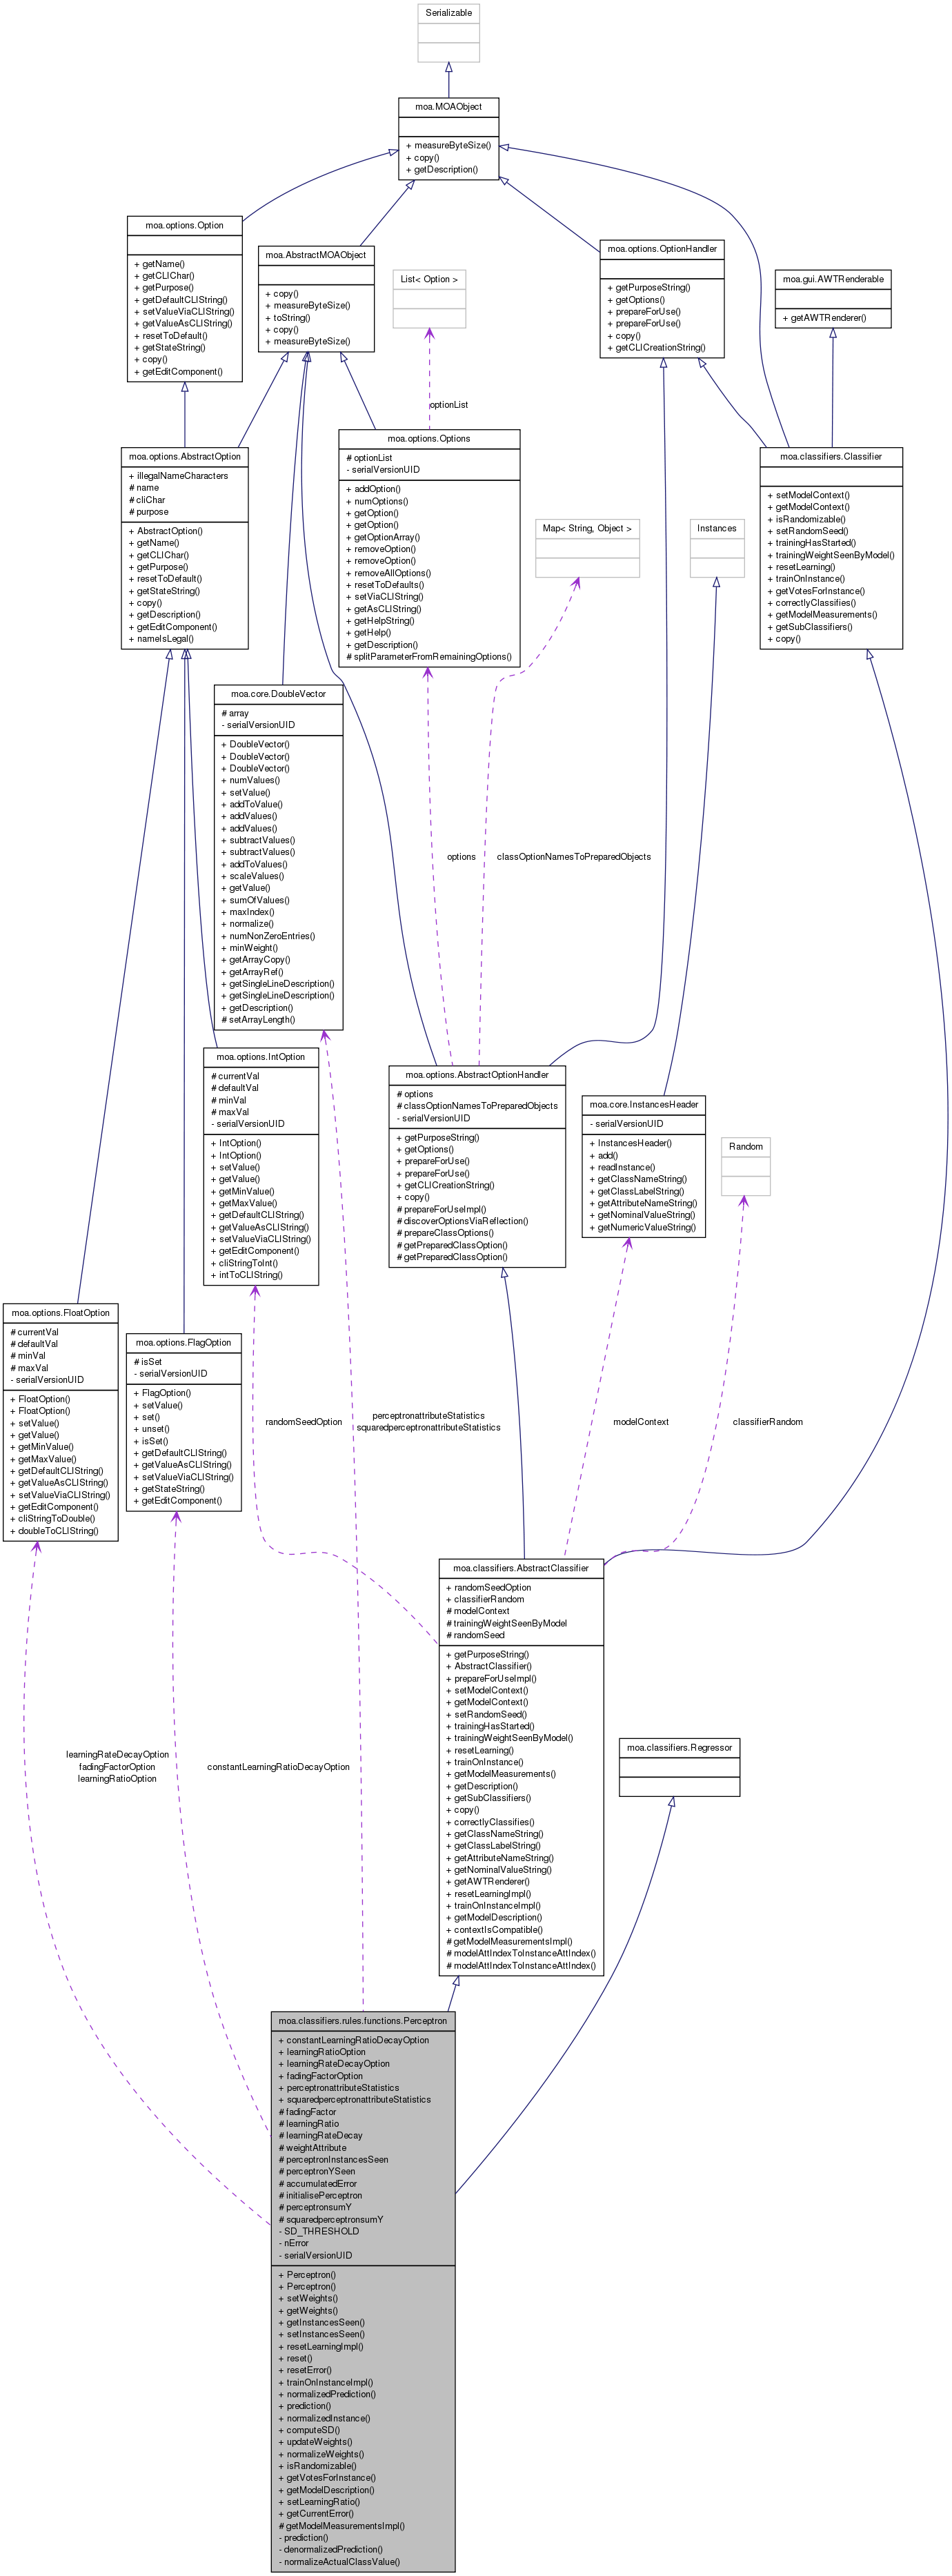 Serializable
moa.MOAObject
+ measureByteSize()
+ copy()
+ getDescription()
moa.options.Option
+ getName()
+ getCLIChar()
+ getPurpose()
+ getDefaultCLIString()
+ setValueViaCLIString()
+ getValueAsCLIString()
+ resetToDefault()
+ getStateString()
+ copy()
+ getEditComponent()
moa.AbstractMOAObject
+ copy()
+ measureByteSize()
+ toString()
+ copy()
+ measureByteSize()
List< Option >
moa.options.OptionHandler
+ getPurposeString()
+ getOptions()
+ prepareForUse()
+ prepareForUse()
+ copy()
+ getCLICreationString()
moa.gui.AWTRenderable
+ getAWTRenderer()
optionList
moa.options.AbstractOption
+ illegalNameCharacters
# name
# cliChar
# purpose
+ AbstractOption()
+ getName()
+ getCLIChar()
+ getPurpose()
+ resetToDefault()
+ getStateString()
+ copy()
+ getDescription()
+ getEditComponent()
+ nameIsLegal()
moa.options.Options
# optionList
- serialVersionUID
+ addOption()
+ numOptions()
+ getOption()
+ getOption()
+ getOptionArray()
+ removeOption()
+ removeOption()
+ removeAllOptions()
+ resetToDefaults()
+ setViaCLIString()
+ getAsCLIString()
+ getHelpString()
+ getHelp()
+ getDescription()
# splitParameterFromRemainingOptions()
Map< String, Object >
Instances
moa.classifiers.Classifier
+ setModelContext()
+ getModelContext()
+ isRandomizable()
+ setRandomSeed()
+ trainingHasStarted()
+ trainingWeightSeenByModel()
+ resetLearning()
+ trainOnInstance()
+ getVotesForInstance()
+ correctlyClassifies()
+ getModelMeasurements()
+ getSubClassifiers()
+ copy()
moa.core.DoubleVector
# array
- serialVersionUID
+ DoubleVector()
+ DoubleVector()
+ DoubleVector()
+ numValues()
+ setValue()
+ addToValue()
+ addValues()
+ addValues()
+ subtractValues()
+ subtractValues()
+ addToValues()
+ scaleValues()
+ getValue()
+ sumOfValues()
+ maxIndex()
+ normalize()
+ numNonZeroEntries()
+ minWeight()
+ getArrayCopy()
+ getArrayRef()
+ getSingleLineDescription()
+ getSingleLineDescription()
+ getDescription()
# setArrayLength()
options
classOptionNamesToPreparedObjects
moa.options.IntOption
# currentVal
# defaultVal
# minVal
# maxVal
- serialVersionUID
+ IntOption()
+ IntOption()
+ setValue()
+ getValue()
+ getMinValue()
+ getMaxValue()
+ getDefaultCLIString()
+ getValueAsCLIString()
+ setValueViaCLIString()
+ getEditComponent()
+ cliStringToInt()
+ intToCLIString()
moa.options.AbstractOptionHandler
# options
# classOptionNamesToPreparedObjects
- serialVersionUID
+ getPurposeString()
+ getOptions()
+ prepareForUse()
+ prepareForUse()
+ getCLICreationString()
+ copy()
# prepareForUseImpl()
# discoverOptionsViaReflection()
# prepareClassOptions()
# getPreparedClassOption()
# getPreparedClassOption()
moa.core.InstancesHeader
- serialVersionUID
+ InstancesHeader()
+ add()
+ readInstance()
+ getClassNameString()
+ getClassLabelString()
+ getAttributeNameString()
+ getNominalValueString()
+ getNumericValueString()
Random
moa.options.FloatOption
# currentVal
# defaultVal
# minVal
# maxVal
- serialVersionUID
+ FloatOption()
+ FloatOption()
+ setValue()
+ getValue()
+ getMinValue()
+ getMaxValue()
+ getDefaultCLIString()
+ getValueAsCLIString()
+ setValueViaCLIString()
+ getEditComponent()
+ cliStringToDouble()
+ doubleToCLIString()
moa.options.FlagOption
# isSet
- serialVersionUID
+ FlagOption()
+ setValue()
+ set()
+ unset()
+ isSet()
+ getDefaultCLIString()
+ getValueAsCLIString()
+ setValueViaCLIString()
+ getStateString()
+ getEditComponent()
randomSeedOption
perceptronattributeStatistics
squaredperceptronattributeStatistics
modelContext
classifierRandom
moa.classifiers.AbstractClassifier
+ randomSeedOption
+ classifierRandom
# modelContext
# trainingWeightSeenByModel
# randomSeed
+ getPurposeString()
+ AbstractClassifier()
+ prepareForUseImpl()
+ setModelContext()
+ getModelContext()
+ setRandomSeed()
+ trainingHasStarted()
+ trainingWeightSeenByModel()
+ resetLearning()
+ trainOnInstance()
+ getModelMeasurements()
+ getDescription()
+ getSubClassifiers()
+ copy()
+ correctlyClassifies()
+ getClassNameString()
+ getClassLabelString()
+ getAttributeNameString()
+ getNominalValueString()
+ getAWTRenderer()
+ resetLearningImpl()
+ trainOnInstanceImpl()
+ getModelDescription()
+ contextIsCompatible()
# getModelMeasurementsImpl()
# modelAttIndexToInstanceAttIndex()
# modelAttIndexToInstanceAttIndex()
learningRateDecayOption
fadingFactorOption
learningRatioOption
constantLearningRatioDecayOption
moa.classifiers.Regressor
moa.classifiers.rules.functions.Perceptron
+ constantLearningRatioDecayOption
+ learningRatioOption
+ learningRateDecayOption
+ fadingFactorOption
+ perceptronattributeStatistics
+ squaredperceptronattributeStatistics
# fadingFactor
# learningRatio
# learningRateDecay
# weightAttribute
# perceptronInstancesSeen
# perceptronYSeen
# accumulatedError
# initialisePerceptron
# perceptronsumY
# squaredperceptronsumY
- SD_THRESHOLD
- nError
- serialVersionUID
+ Perceptron()
+ Perceptron()
+ setWeights()
+ getWeights()
+ getInstancesSeen()
+ setInstancesSeen()
+ resetLearningImpl()
+ reset()
+ resetError()
+ trainOnInstanceImpl()
+ normalizedPrediction()
+ prediction()
+ normalizedInstance()
+ computeSD()
+ updateWeights()
+ normalizeWeights()
+ isRandomizable()
+ getVotesForInstance()
+ getModelDescription()
+ setLearningRatio()
+ getCurrentError()
# getModelMeasurementsImpl()
- prediction()
- denormalizedPrediction()
- normalizeActualClassValue()